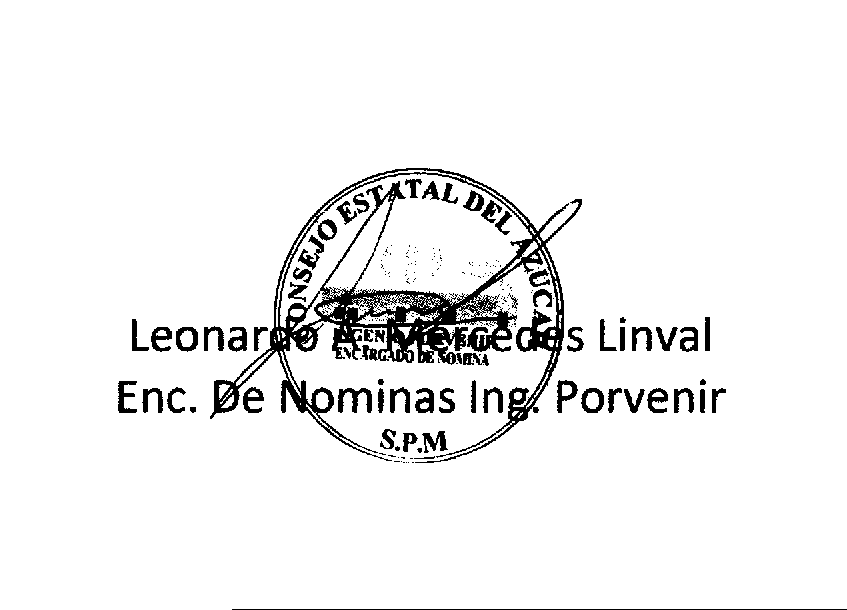 CONSEJO ESTATAL DEL AZUCAR
Leonardo A. Mercedes Linval
ENCARGADO DE NOMINA
Enc. De Nominas Ing. Porvenir
S.P.M